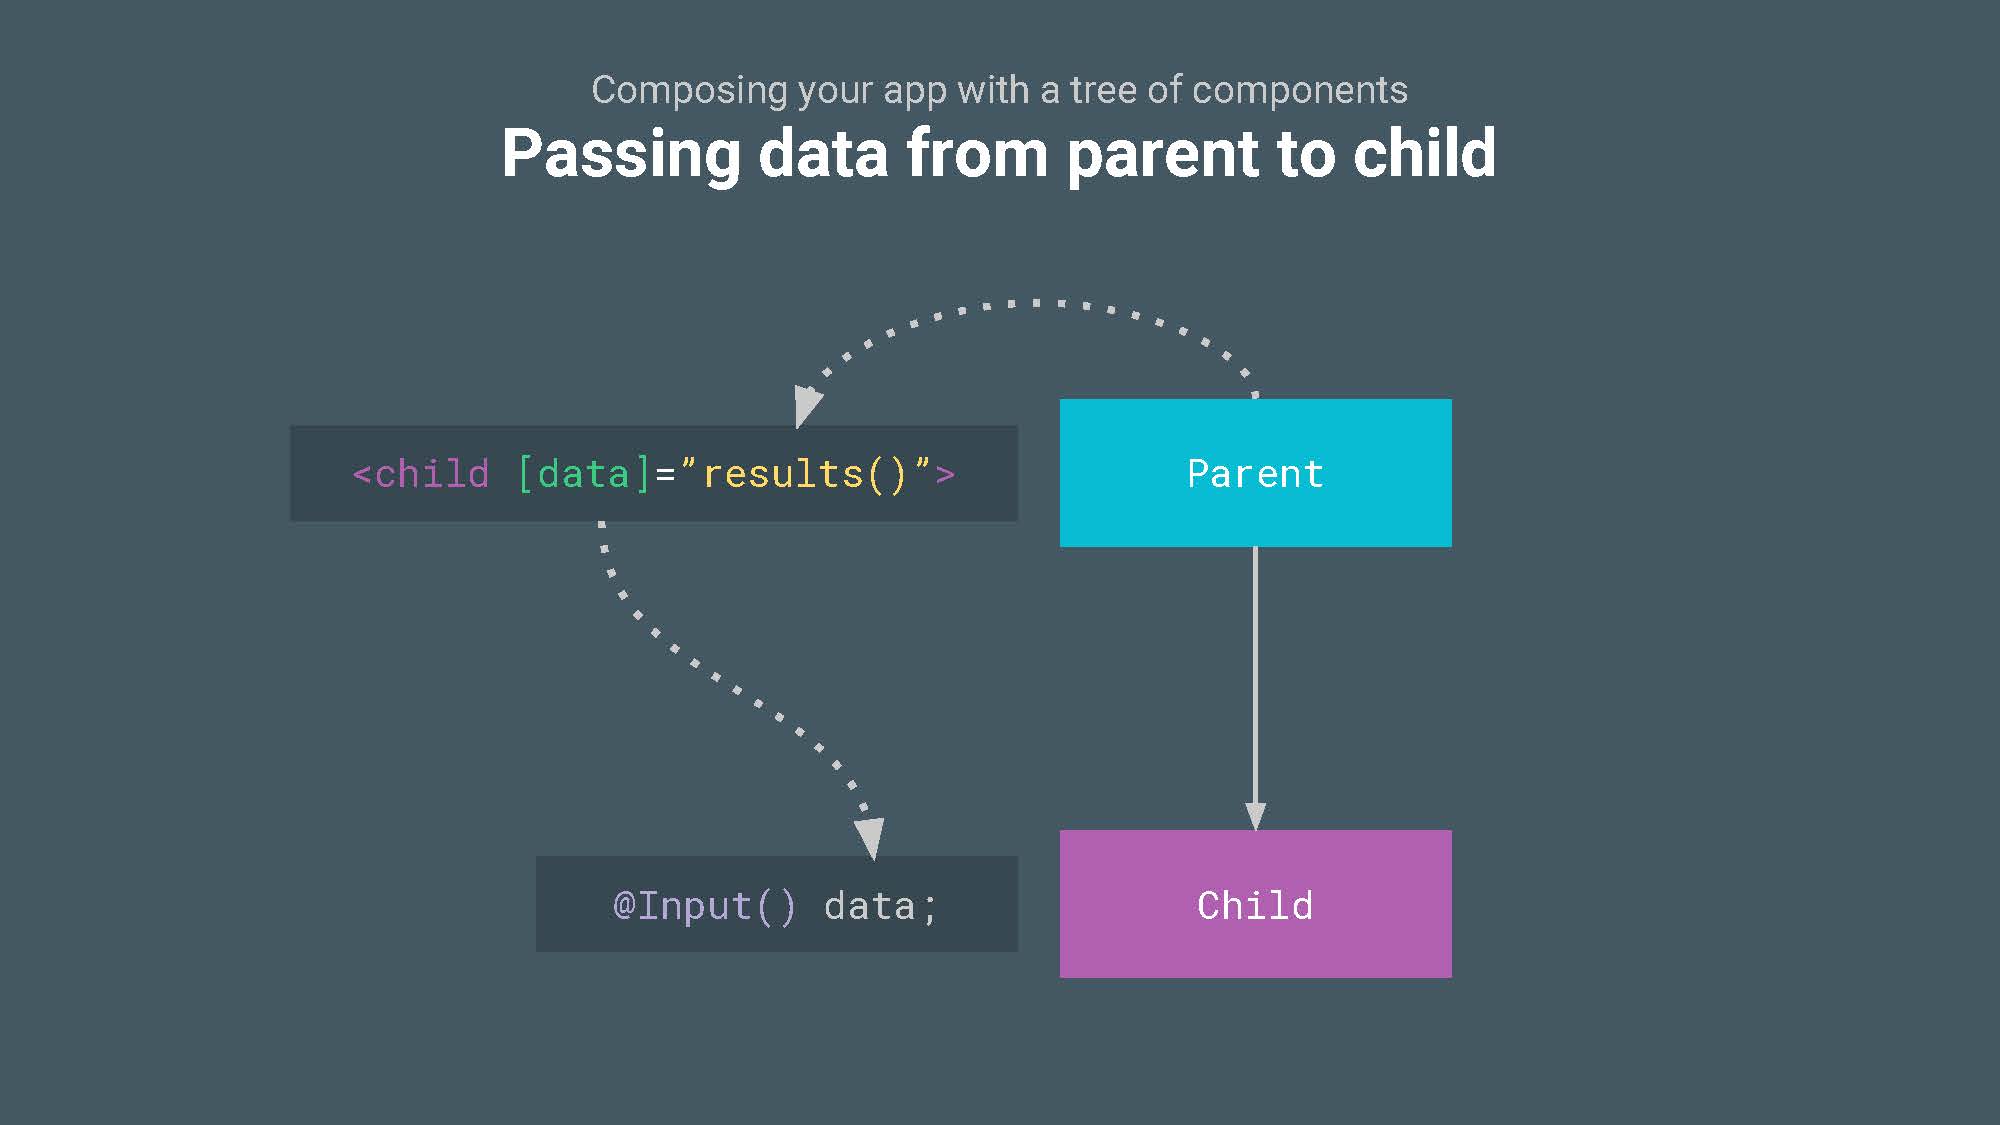 Composing your app with a tree of components
Passing data from parent to child
<child [data]=”results()”>
Parent
@Input() data;
Child